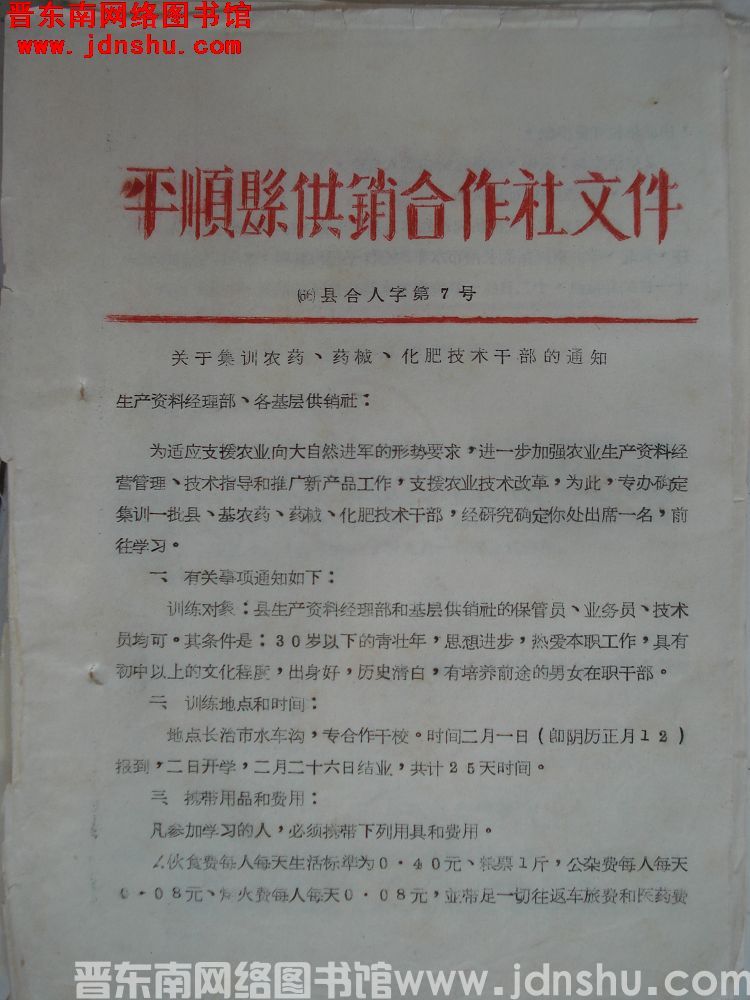 晋东南网络图书馆
www.jdnshu.com
平順縣供銷合作社文件
(66)县合人字第7号
关于集训农药、药械、化肥技术干部的通知
生产资料经理部、各基层供销社：
为适应支援农业向大自然进军的形势要求，进一步加强农业生产资料经
营管理、技术指导和推广新产品工作，支援农业技术改革，为此，专办确定
集训一批县、基农药、药械、化肥技术干部，经研究确定你处出席一名，前
往学习。
一、有关事项通知如下：
训练对象：县生产资料经理部和基层供销社的保管员、业务员、技术
员均可。其条件是：30岁以下的青壮年，思想进步，热爱本职工作，具有
初中以上的文化程度，出身好，历史清白，有培养前途的男女在职干部。
二、训练地点和时间：
地点长治市水车沟，专合作干校。时间二月一日（即阴历正月12）
报到，二日开学，二月二十六日结业，共计25天时间。
三、携带用品和费用：
凡参加学习的人，必须携带下列用具和费用。
伙食费每人每天生活标準为0·40元、粮票1斤，公杂费每人每天
0·08元、火费每人每天0·08元，並带足一切往返车旅费和医药费
晋东南网络图书馆www.jdnshu.com